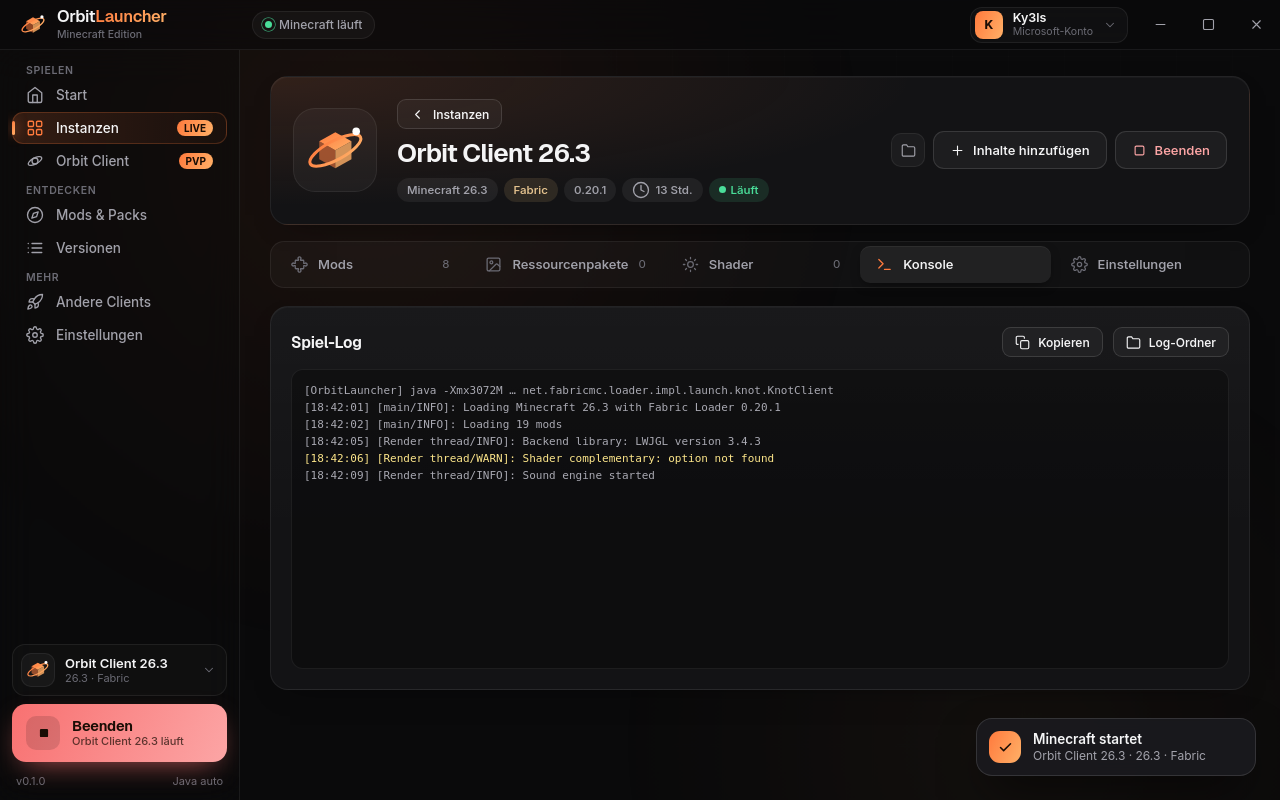 OrbitLauncher
Minecraft Edition
Minecraft läuft
K
Ky3ls
Microsoft-Konto
SPIELEN
Start
Instanzen LIVE
Orbit Client PVP
ENTDECKEN
Mods & Packs
Versionen
MEHR
Andere Clients
Einstellungen
Instanzen
Orbit Client 26.3
Minecraft 26.3 Fabric 0.20.1 13 Std. Läuft
Inhalte hinzufügen
Beenden
Mods 8 Ressourcenpakete 0 Shader 0 Konsole Einstellungen
Spiel-Log
Kopieren
Log-Ordner
[OrbitLauncher] java -Xmx3072M … net.fabricmc.loader.impl.launch.knot.KnotClient
[18:42:01] [main/INFO]: Loading Minecraft 26.3 with Fabric Loader 0.20.1
[18:42:02] [main/INFO]: Loading 19 mods
[18:42:05] [Render thread/INFO]: Backend library: LWJGL version 3.4.3
[18:42:06] [Render thread/WARN]: Shader complementary: option not found
[18:42:09] [Render thread/INFO]: Sound engine started
Orbit Client 26.3
26.3 · Fabric
Beenden
Orbit Client 26.3 läuft
v0.1.0 Java auto
Minecraft startet
Orbit Client 26.3 · 26.3 · Fabric